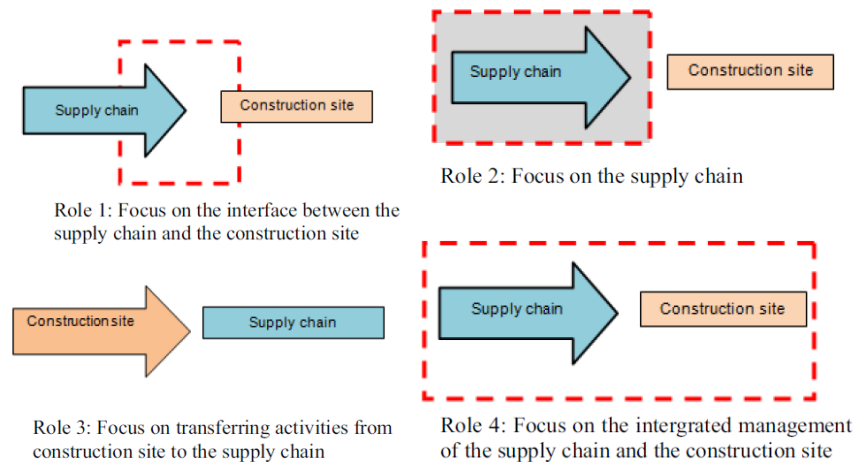 Supply chain
Construction site
Role 1: Focus on the interface between the
supply chain and the construction site
Supply chain
Construction site
Role 2: Focus on the supply chain
Construction site
Supply chain
Role 3: Focus on transferring activities from
construction site to the supply chain
Supply chain
Construction site
Role 4: Focus on the intergrated management
of the supply chain and the construction site